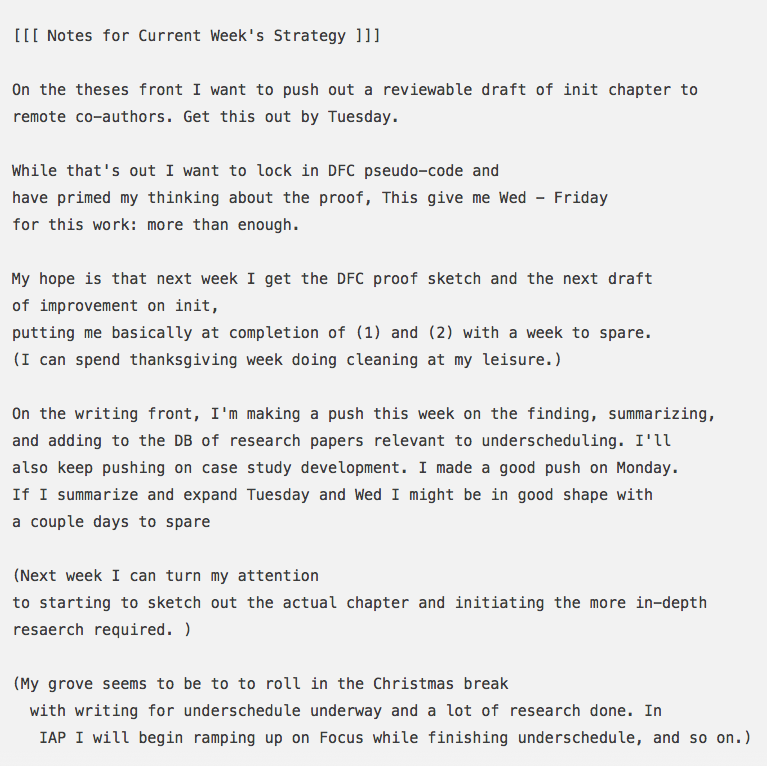 [[[ Notes for Current Week's Strategy ]]]
On the theses front I want to push out a reviewable draft of init chapter to
remote co-authors. Get this out by Tuesday.
While that's out I want to lock in DFC pseudo-code and
have primed my thinking about the proof, This give me Wed - Friday
for this work: more than enough.
My hope is that next week I get the DFC proof sketch and the next draft
of improvement on init,
putting me basically at completion of (1) and (2) with a week to spare.
(I can spend thanksgiving week doing cleaning at my leisure.)
On the writing front, I'm making a push this week on the finding, summarizing,
and adding to the DB of research papers relevant to underscheduling. I'll
also keep pushing on case study development. I made a good push on Monday.
If I summarize and expand Tuesday and Wed I might be in good shape with
a couple days to spare
(Next week I can turn my attention
to starting to sketch out the actual chapter and initiating the more in-depth
resaerch required. )
(My grove seems to be to to roll in the Christmas break
with writing for underschedule underway and a lot of research done. In
IAP I will begin ramping up on Focus while finishing underschedule, and so on.)